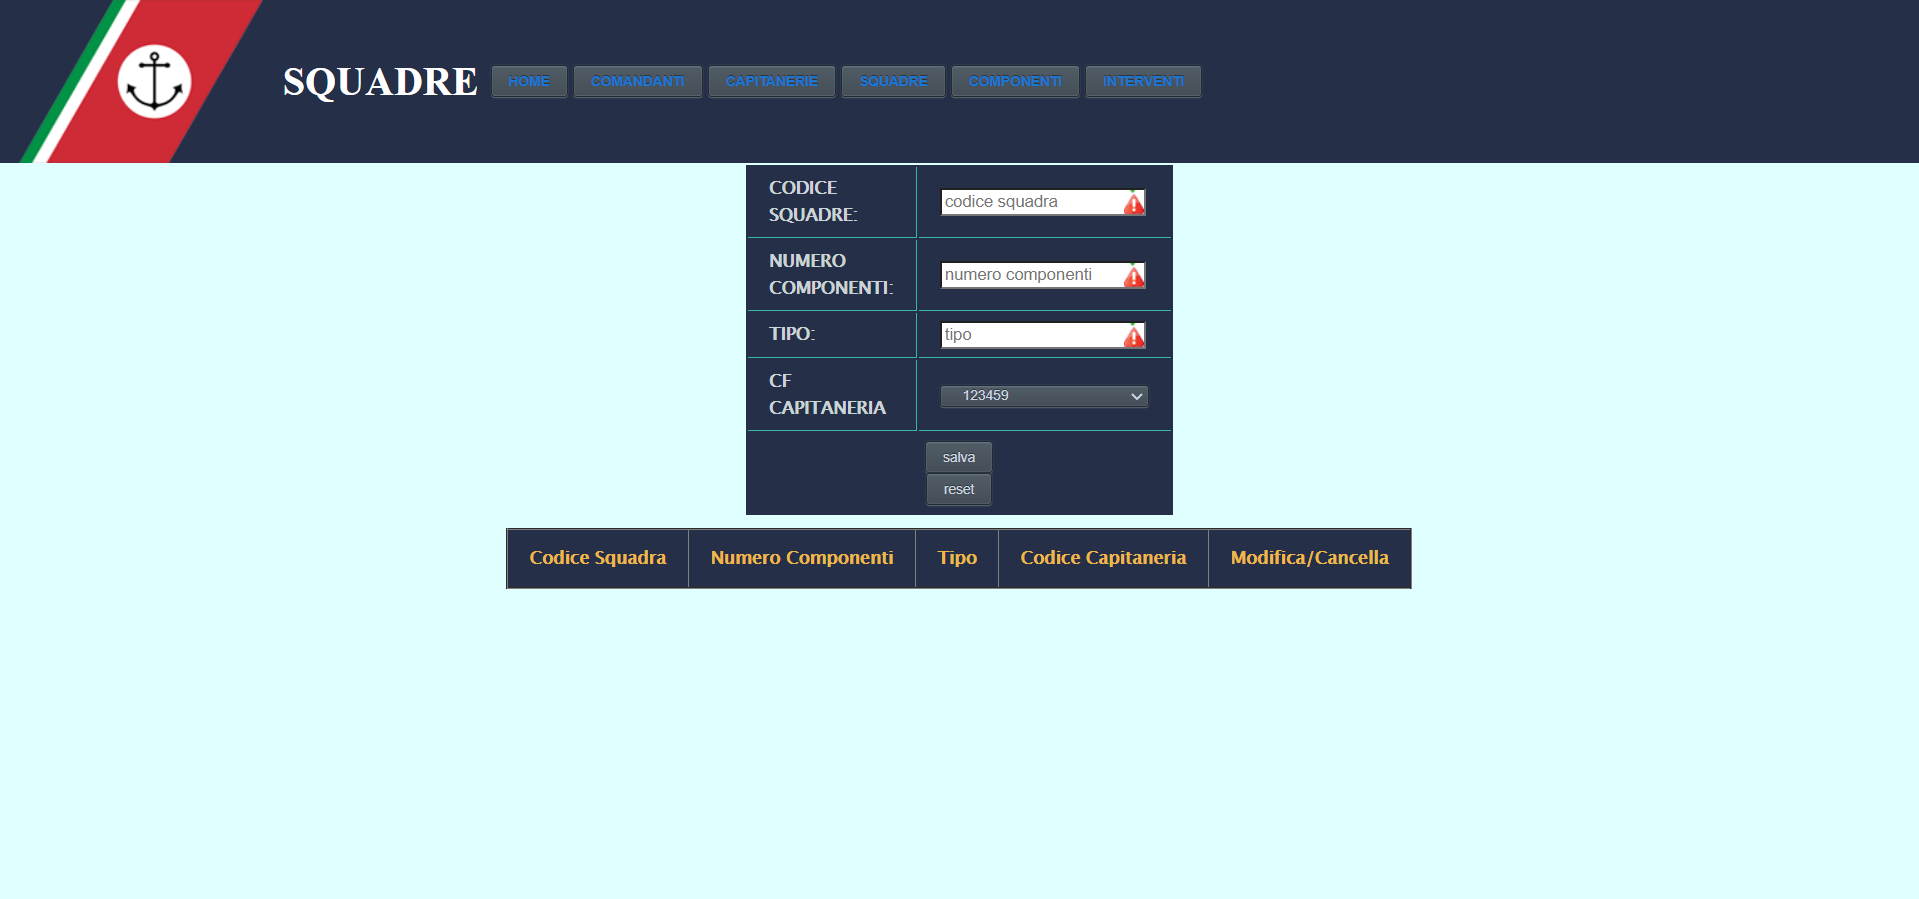 SQUADRE HOME COMANDANTI CAPITANERIE SQUADRE COMPONENTI INTERVENTI
CODICE
SQUADRE:
codice squadra
NUMERO
COMPONENTI:
numero componenti
TIPO:
tipo
CF
CAPITANERIA
123459
salva
reset
Codice Squadra Numero Componenti Tipo Codice Capitaneria Modifica/Cancella